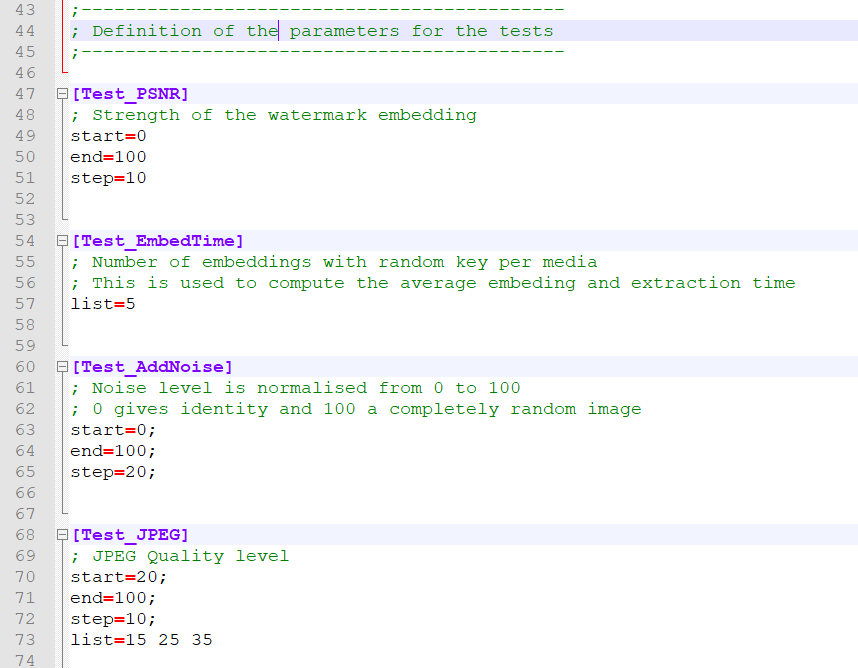 43 ;--------------------------------------------
44 ; Definition of the parameters for the tests
45 ;--------------------------------------------
46
47 [Test_PSNR]
48 ; Strength of the watermark embedding
49 start=0
50 end=100
51 step=10
52
53
54 [Test_EmbedTime]
55 ; Number of embeddings with random key per media
56 ; This is used to compute the average embeding and extraction time
57 list=5
58
59
60 [Test_AddNoise]
61 ; Noise level is normalised from 0 to 100
62 ; 0 gives identity and 100 a completely random image
63 start=0;
64 end=100;
65 step=20;
66
67
68 [Test_JPEG]
69 ; JPEG Quality level
70 start=20;
71 end=100;
72 step=10;
73 list=15 25 35
74